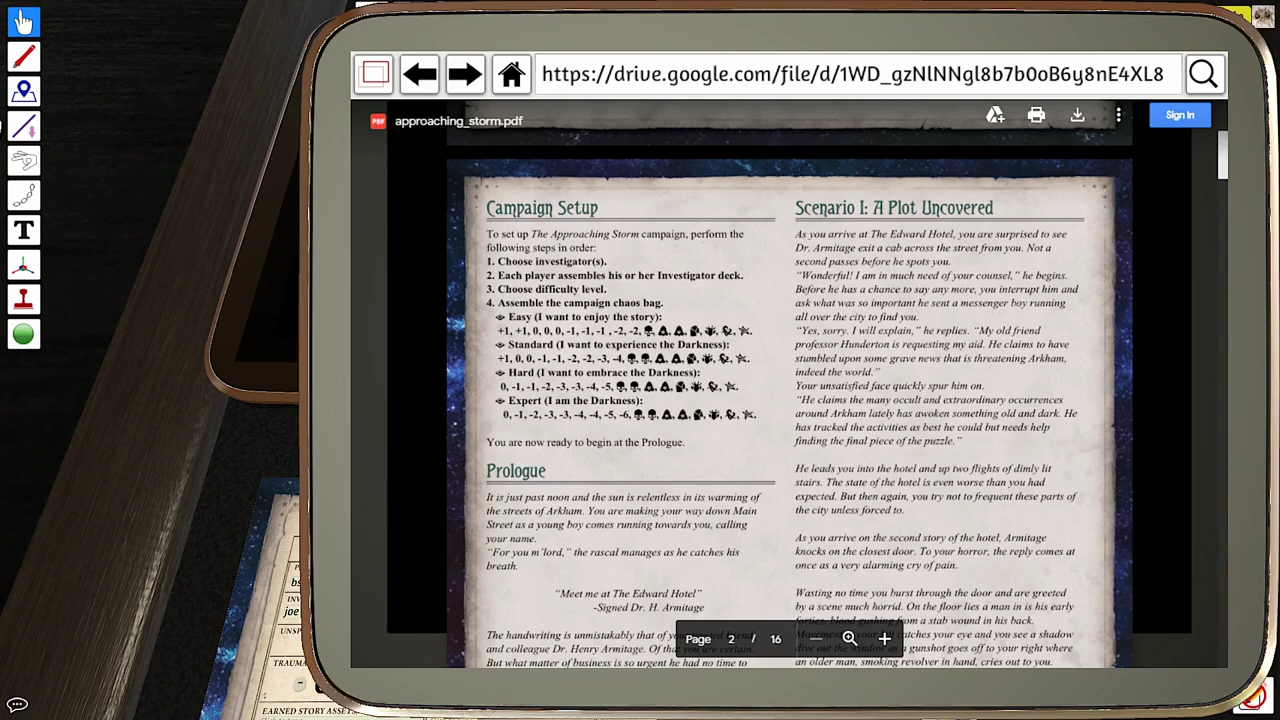 https://drive.google.com/file/d/1WD_gzNlNNgl8b7b0oB6y8nE4XL8
approaching_storm.pdf
Sign in
Campaign Setup
To set up The Approaching Storm campaign, perform the
following steps in order:
1. Choose investigator(s).
2. Each player assembles his or her Investigator deck.
3. Choose difficulty level.
4. Assemble the campaign chaos bag.
Easy (I want to enjoy the story):
+1, +1, 0, 0, 0, -1, -1, -1 , -2, -2,
Standard (I want to experience the Darkness):
+1, 0, 0, -1, -1, -2, -2, -3, -4,
Hard (I want to embrace the Darkness):
0, -1, -1, -2, -3, -3, -4, -5,
Expert (I am the Darkness):
0, -1, -2, -3, -3, -4, -4, -5, -6,
You are now ready to begin at the Prologue.
Prologue
It is just past noon and the sun is relentless in its warming of
the streets of Arkham. You are making your way down Main
Street as a young boy comes running towards you, calling
your name.
"For you m'lord," the rascal manages as he catches his
breath.
"Meet me at The Edward Hotel"
-Signed Dr. H. Armitage
The handwriting is unmistakably that of
and colleague Dr. Henry Armitage. Of that you are certain.
But what matter of business is so urgent he had no time to
Scenario I: A Plot Uncovered
As you arrive at The Edward Hotel, you are surprised to see
Dr. Armitage exit a cab across the street from you. Not a
second passes before he spots you.
"Wonderful! I am in much need of your counsel," he begins.
Before he has a chance to say any more, you interrupt him and
ask what was so important he sent a messenger boy running
all over the city to find you.
"Yes, sorry. I will explain," he replies. "My old friend
professor Hunderton is requesting my aid. He claims to have
stumbled upon some grave news that is threatening Arkham,
indeed the world."
Your unsatisfied face quickly spur him on.
"He claims the many occult and extraordinary occurrences
around Arkham lately has awoken something old and dark. He
has tracked the activities as best he could but needs help
finding the final piece of the puzzle."
He leads you into the hotel and up two flights of dimly lit
stairs. The state of the hotel is even worse than you had
expected. But then again, you try not to frequent these parts of
the city unless forced to.
As you arrive on the second story of the hotel, Armitage
knocks on the closest door. To your horror, the reply comes at
once as a very alarming cry of pain.
Wasting no time you burst through the door and are greeted
by a scene much horrid. On the floor lies a man in is his early
forties, blood gushing from a stab wound in his back.
catches your eye and you see a shadow
dive out the window as a gunshot goes off to your right where
an older man, smoking revolver in hand, cries out to you.
Page 2 / 16
T
joe
UNSP
TRAUMA
EARNED STORY ASSET